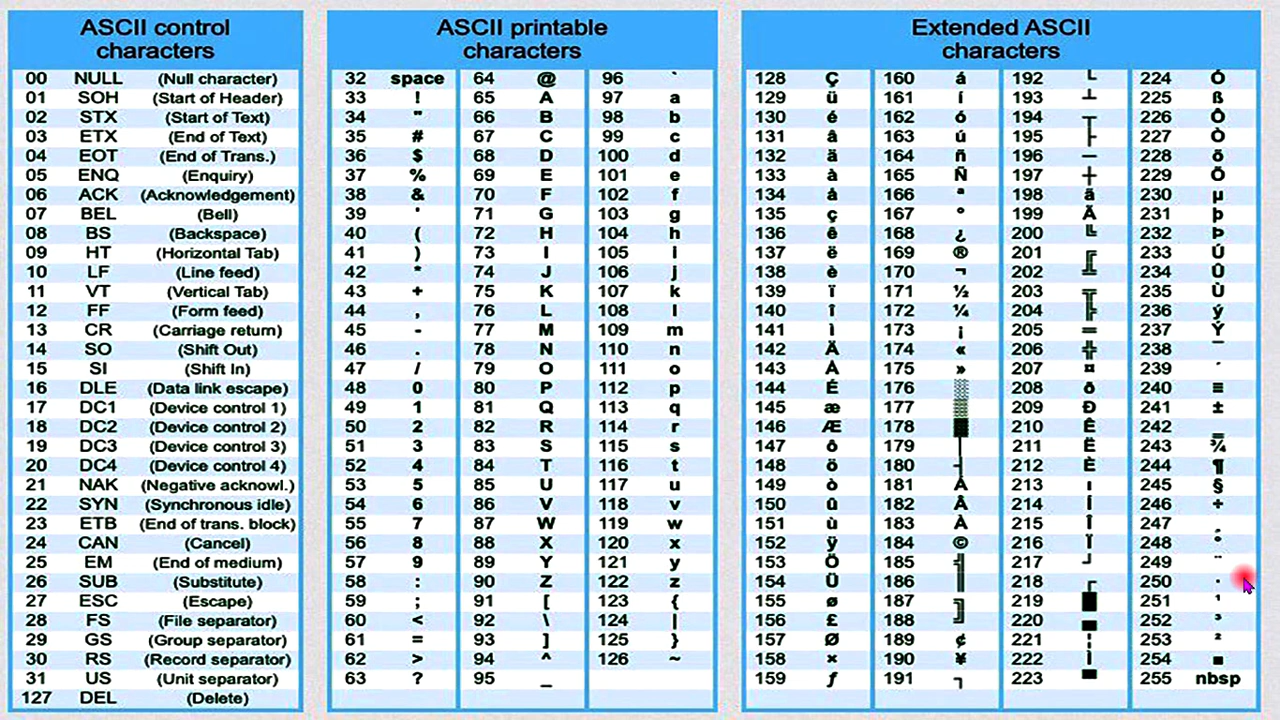 ASCII control
characters
00 NULL (Null character)
01 SOH (Start of Header)
02 STX (Start of Text)
03 ETX (End of Text)
04 EOT (End of Trans.)
05 ENQ (Enquiry)
06 ACK (Acknowledgement)
07 BEL (Bell)
08 BS (Backspace)
09 HT (Horizontal Tab)
10 LF (Line feed)
11 VT (Vertical Tab)
12 FF (Form feed)
13 CR (Carriage return)
14 SO (Shift Out)
15 SI (Shift In)
16 DLE (Data link escape)
17 DC1 (Device control 1)
18 DC2 (Device control 2)
19 DC3 (Device control 3)
20 DC4 (Device control 4)
21 NAK (Negative acknowl.)
22 SYN (Synchronous idle)
23 ETB (End of trans. block)
24 CAN (Cancel)
25 EM (End of medium)
26 SUB (Substitute)
27 ESC (Escape)
28 FS (File separator)
29 GS (Group separator)
30 RS (Record separator)
31 US (Unit separator)
127 DEL (Delete)
ASCII printable
characters
32 space 64 @ 96 `
33 ! 65 A 97 a
34 " 66 B 98 b
35 # 67 C 99 c
36 $ 68 D 100 d
37 % 69 E 101 e
38 & 70 F 102 f
39 ' 71 G 103 g
40 ( 72 H 104 h
41 ) 73 I 105 i
42 * 74 J 106 j
43 + 75 K 107 k
44 , 76 L 108 l
45 - 77 M 109 m
46 . 78 N 110 n
47 / 79 O 111 o
48 0 80 P 112 p
49 1 81 Q 113 q
50 2 82 R 114 r
51 3 83 S 115 s
52 4 84 T 116 t
53 5 85 U 117 u
54 6 86 V 118 v
55 7 87 W 119 w
56 8 88 X 120 x
57 9 89 Y 121 y
58 : 90 Z 122 z
59 ; 91 [ 123 {
60 < 92 \ 124 |
61 = 93 ] 125 }
62 > 94 ^ 126 ~
63 ? 95 _
Extended ASCII
characters
128 Ç 160 á 192 └ 224 Ó
129 ü 161 í 193 ┴ 225 ß
130 é 162 ó 194 ┬ 226 Ô
131 â 163 ú 195 ├ 227 Ò
132 ä 164 ñ 196 ─ 228 õ
133 à 165 Ñ 197 ┼ 229 Õ
134 å 166 ª 198 ã 230 µ
135 ç 167 º 199 Ã 231 þ
136 ê 168 ¿ 200 ╚ 232 Þ
137 ë 169 ® 201 ╔ 233 Ú
138 è 170 ¬ 202 ╩ 234 Û
139 ï 171 ½ 203 ╦ 235 Ù
140 î 172 ¼ 204 ╠ 236 ý
141 ì 173 ¡ 205 ═ 237 Ý
142 Ä 174 « 206 ╬ 238 ¯
143 Å 175 » 207 ¤ 239 ´
144 É 176 ░ 208 ð 240 ≡
145 æ 177 ▒ 209 Ð 241 ±
146 Æ 178 ▓ 210 Ê 242 ‗
147 ô 179 │ 211 Ë 243 ¾
148 ö 180 ┤ 212 È 244 ¶
149 ò 181 Á 213 ı 245 §
150 û 182 Â 214 Í 246 ÷
151 ù 183 À 215 Î 247 ¸
152 ÿ 184 © 216 Ï 248 °
153 Ö 185 ╣ 217 ┘ 249 ¨
154 Ü 186 ║ 218 ┌ 250 ·
155 ø 187 ╗ 219 █ 251 ¹
156 £ 188 ╝ 220 ▄ 252 ³
157 Ø 189 ¢ 221 ¦ 253 ²
158 × 190 ¥ 222 Ì 254 ■
159 ƒ 191 ┐ 223 ▀ 255 nbsp